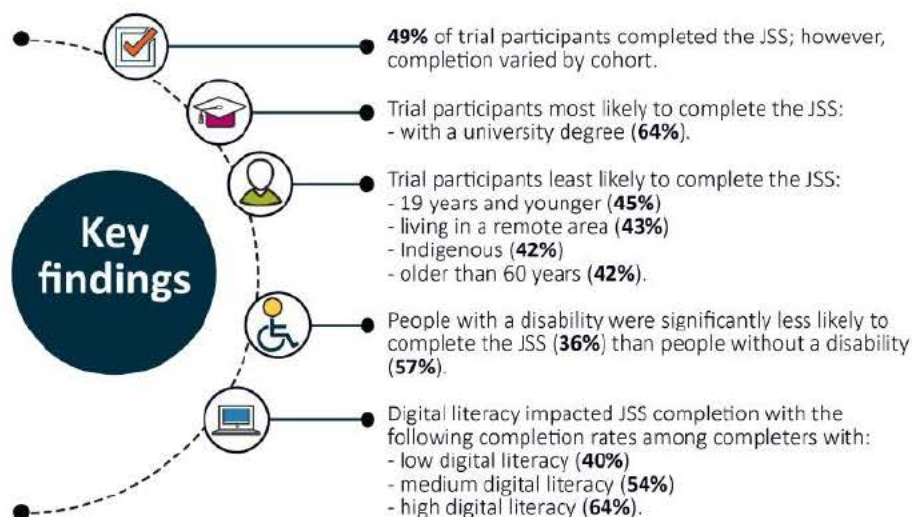 Key
findings
49% of trial participants completed the JSS; however,
completion varied by cohort.
Trial participants most likely to complete the JSS:
- with a university degree (64%).
Trial participants least likely to complete the JSS:
- 19 years and younger (45%)
- living in a remote area (43%)
- Indigenous (42%)
- older than 60 years (42%).
People with a disability were significantly less likely to
complete the JSS (36%) than people without a disability
(57%).
Digital literacy impacted JSS completion with the
following completion rates among completers with:
- low digital literacy (40%)
- medium digital literacy (54%)
- high digital literacy (64%).